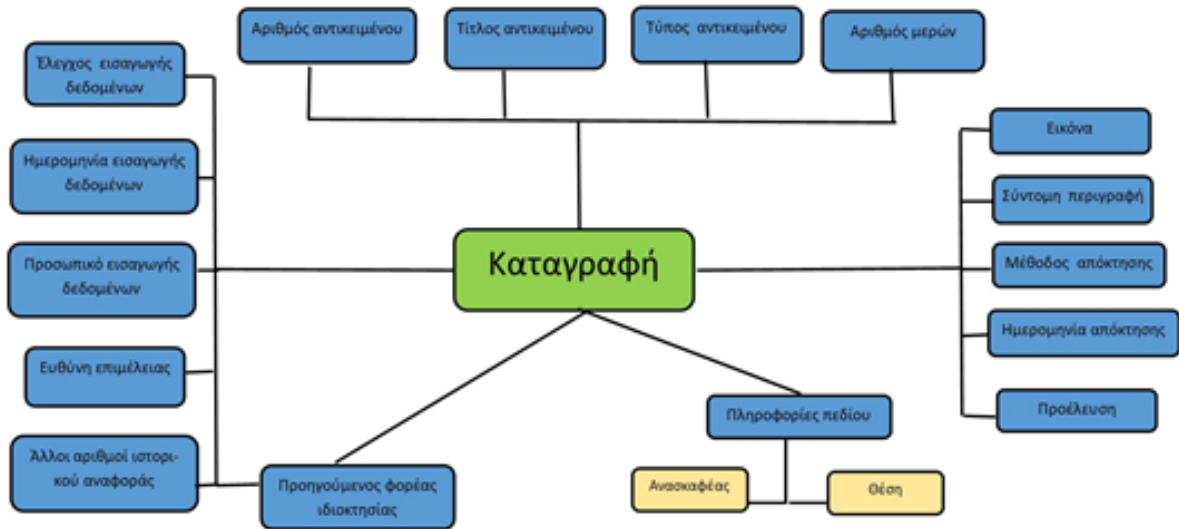 Αριθμός αντικειμένου
Τίτλος αντικειμένου
Τύπος αντικειμένου
Αριθμός μερών
Έλεγχος εισαγωγής
δεδομένων
Ημερομηνία εισαγωγής
δεδομένων
Προσωπικό εισαγωγής
δεδομένων
Ευθύνη επιμέλειας
Άλλοι αριθμοί ιστορι-
κού αναφοράς
Καταγραφή
Εικόνα
Σύντομη περιγραφή
Μέθοδος απόκτησης
Ημερομηνία απόκτησης
Προέλευση
Προηγούμενος φορέας
ιδιοκτησίας
Πληροφορίες πεδίου
Ανασκαφέας
Θέση